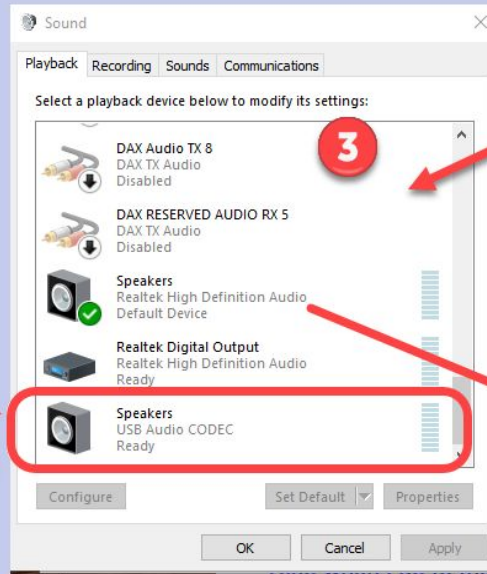 Sound
Playback Recording Sounds Communications
Select a playback device below to modify its settings:
3
DAX Audio TX 8
DAX TX Audio
Disabled
DAX RESERVED AUDIO RX 5
DAX TX Audio
Disabled
Speakers
Realtek High Definition Audio
Default Device
Realtek Digital Output
Realtek High Definition Audio
Ready
Speakers
USB Audio CODEC
Ready
Configure Set Default Properties
OK Cancel Apply